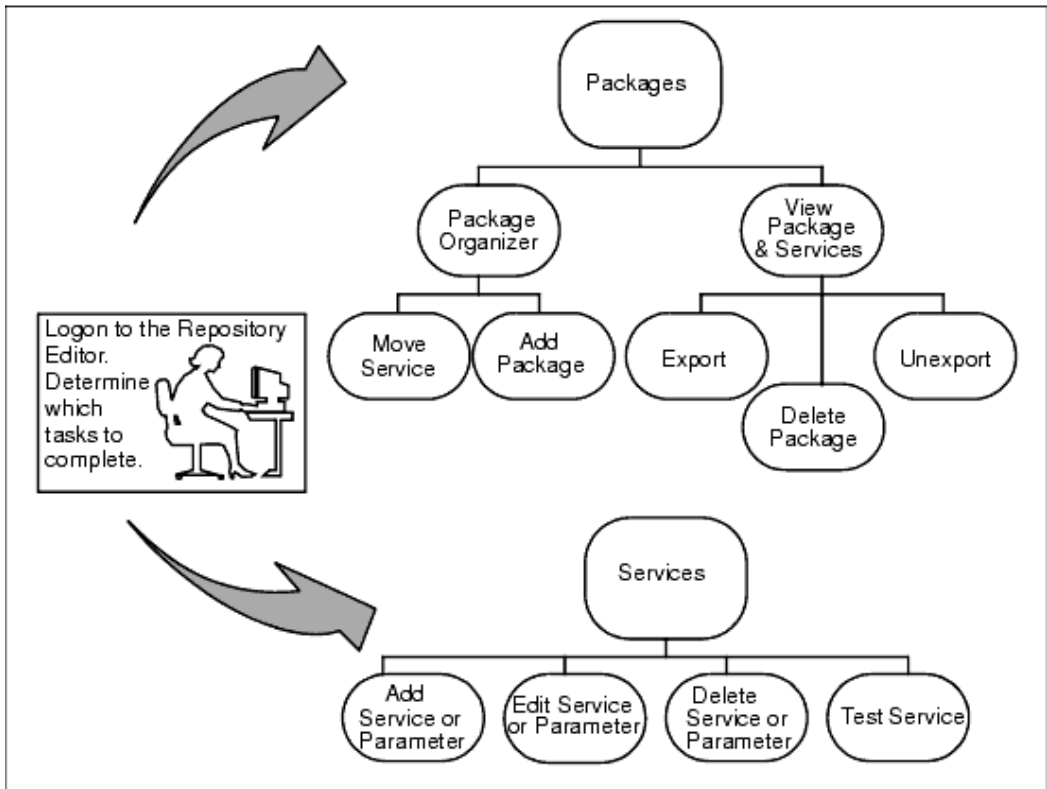 Packages
Package
Organizer
View
Package
& Services
Move
Service
Add
Package
Export
Delete
Package
Unexport
Logon to the Repository
Editor.
Determine
which
tasks to
complete.
Services
Add
Service or
Parameter
Edit Service
or Parameter
Delete
Service or
Parameter
Test Service